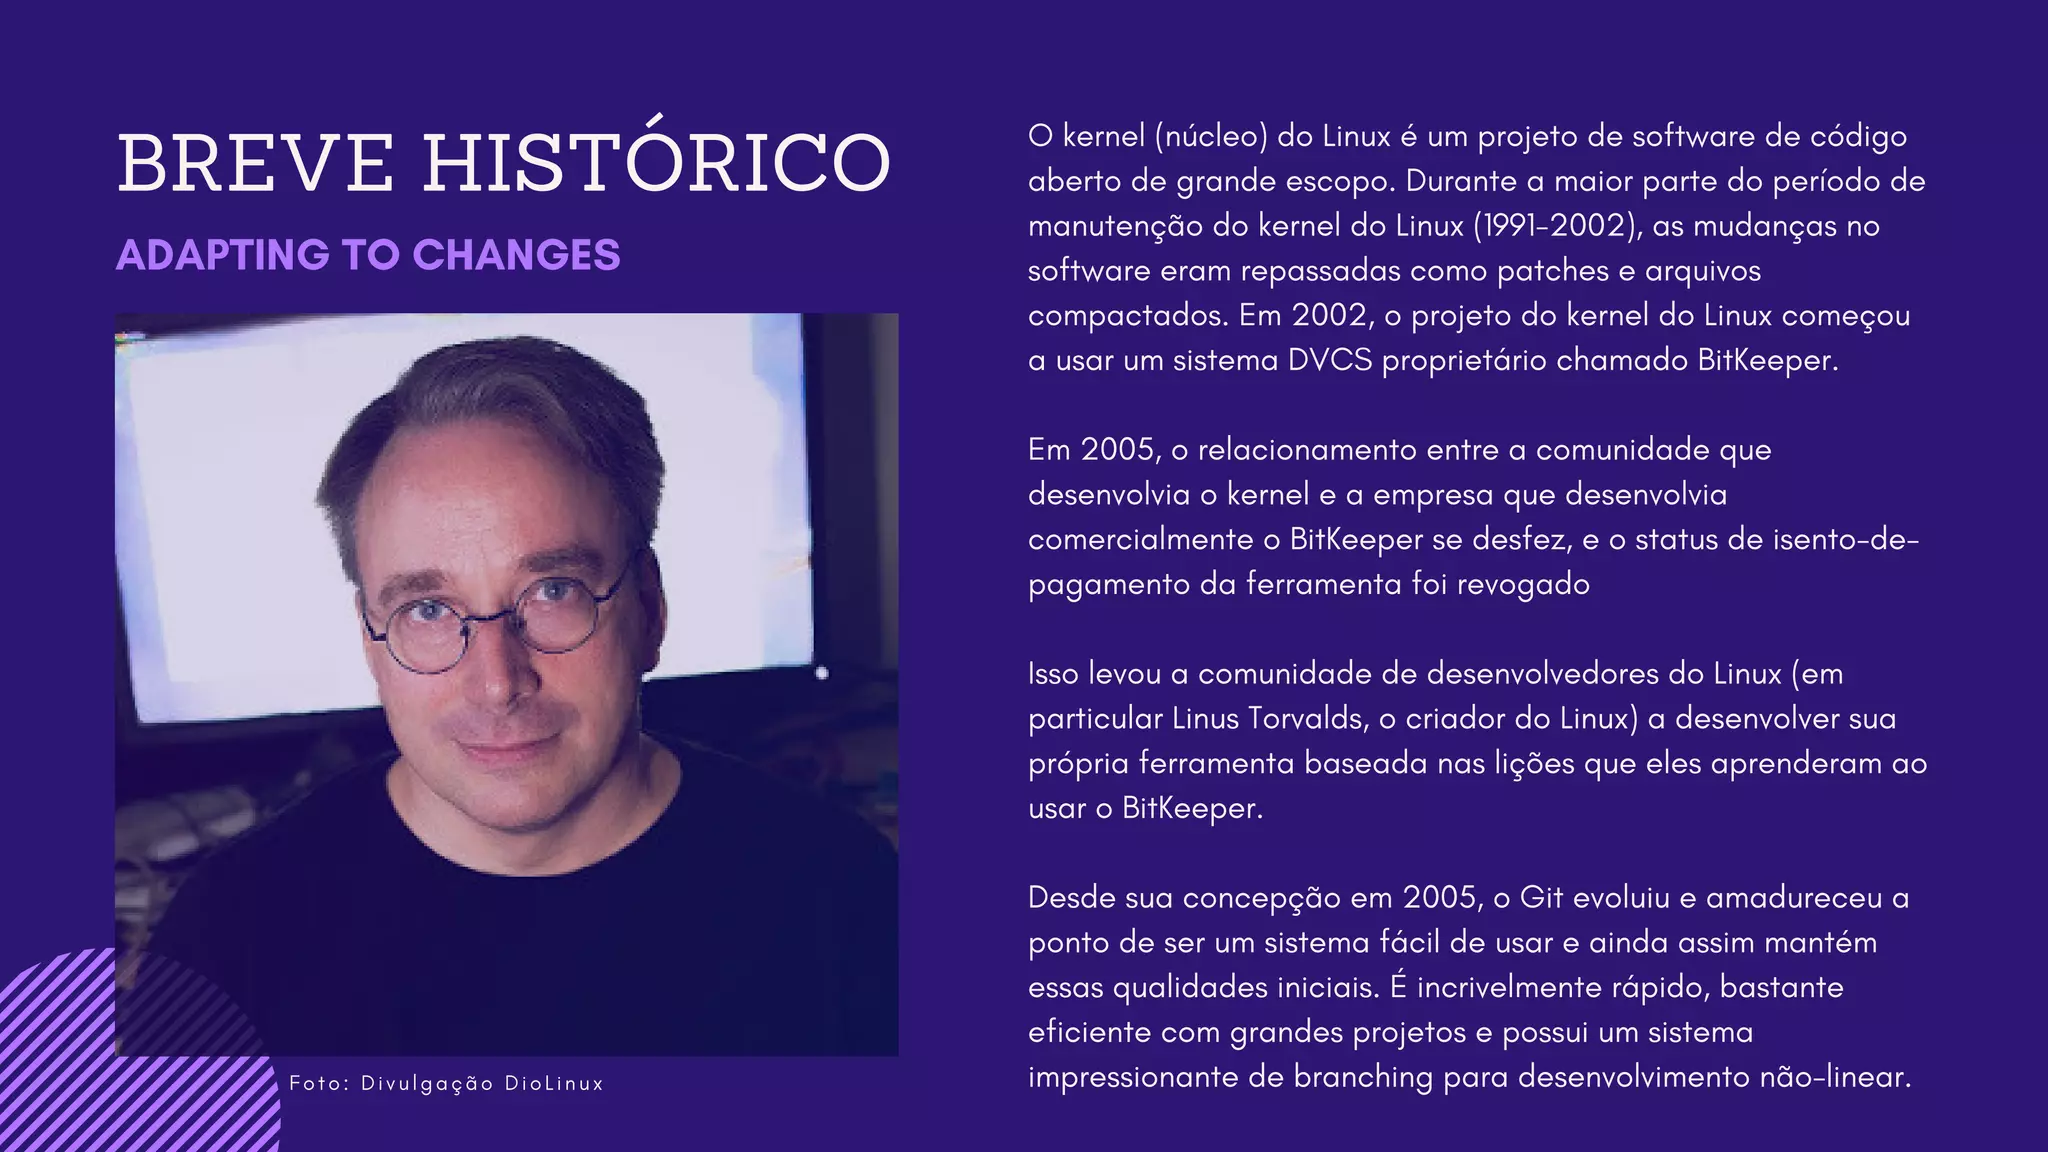 BREVE HISTÓRICO
ADAPTING TO CHANGES
Foto: Divulgação DioLinux
O kernel (núcleo) do Linux é um projeto de software de código
aberto de grande escopo. Durante a maior parte do período de
manutenção do kernel do Linux (1991-2002), as mudanças no
software eram repassadas como patches e arquivos
compactados. Em 2002, o projeto do kernel do Linux começou
a usar um sistema DVCS proprietário chamado BitKeeper.
Em 2005, o relacionamento entre a comunidade que
desenvolvia o kernel e a empresa que desenvolvia
comercialmente o BitKeeper se desfez, e o status de isento-de-
pagamento da ferramenta foi revogado
Isso levou a comunidade de desenvolvedores do Linux (em
particular Linus Torvalds, o criador do Linux) a desenvolver sua
própria ferramenta baseada nas lições que eles aprenderam ao
usar o BitKeeper.
Desde sua concepção em 2005, o Git evoluiu e amadureceu a
ponto de ser um sistema fácil de usar e ainda assim mantém
essas qualidades iniciais. É incrivelmente rápido, bastante
eficiente com grandes projetos e possui um sistema
impressionante de branching para desenvolvimento não-linear.